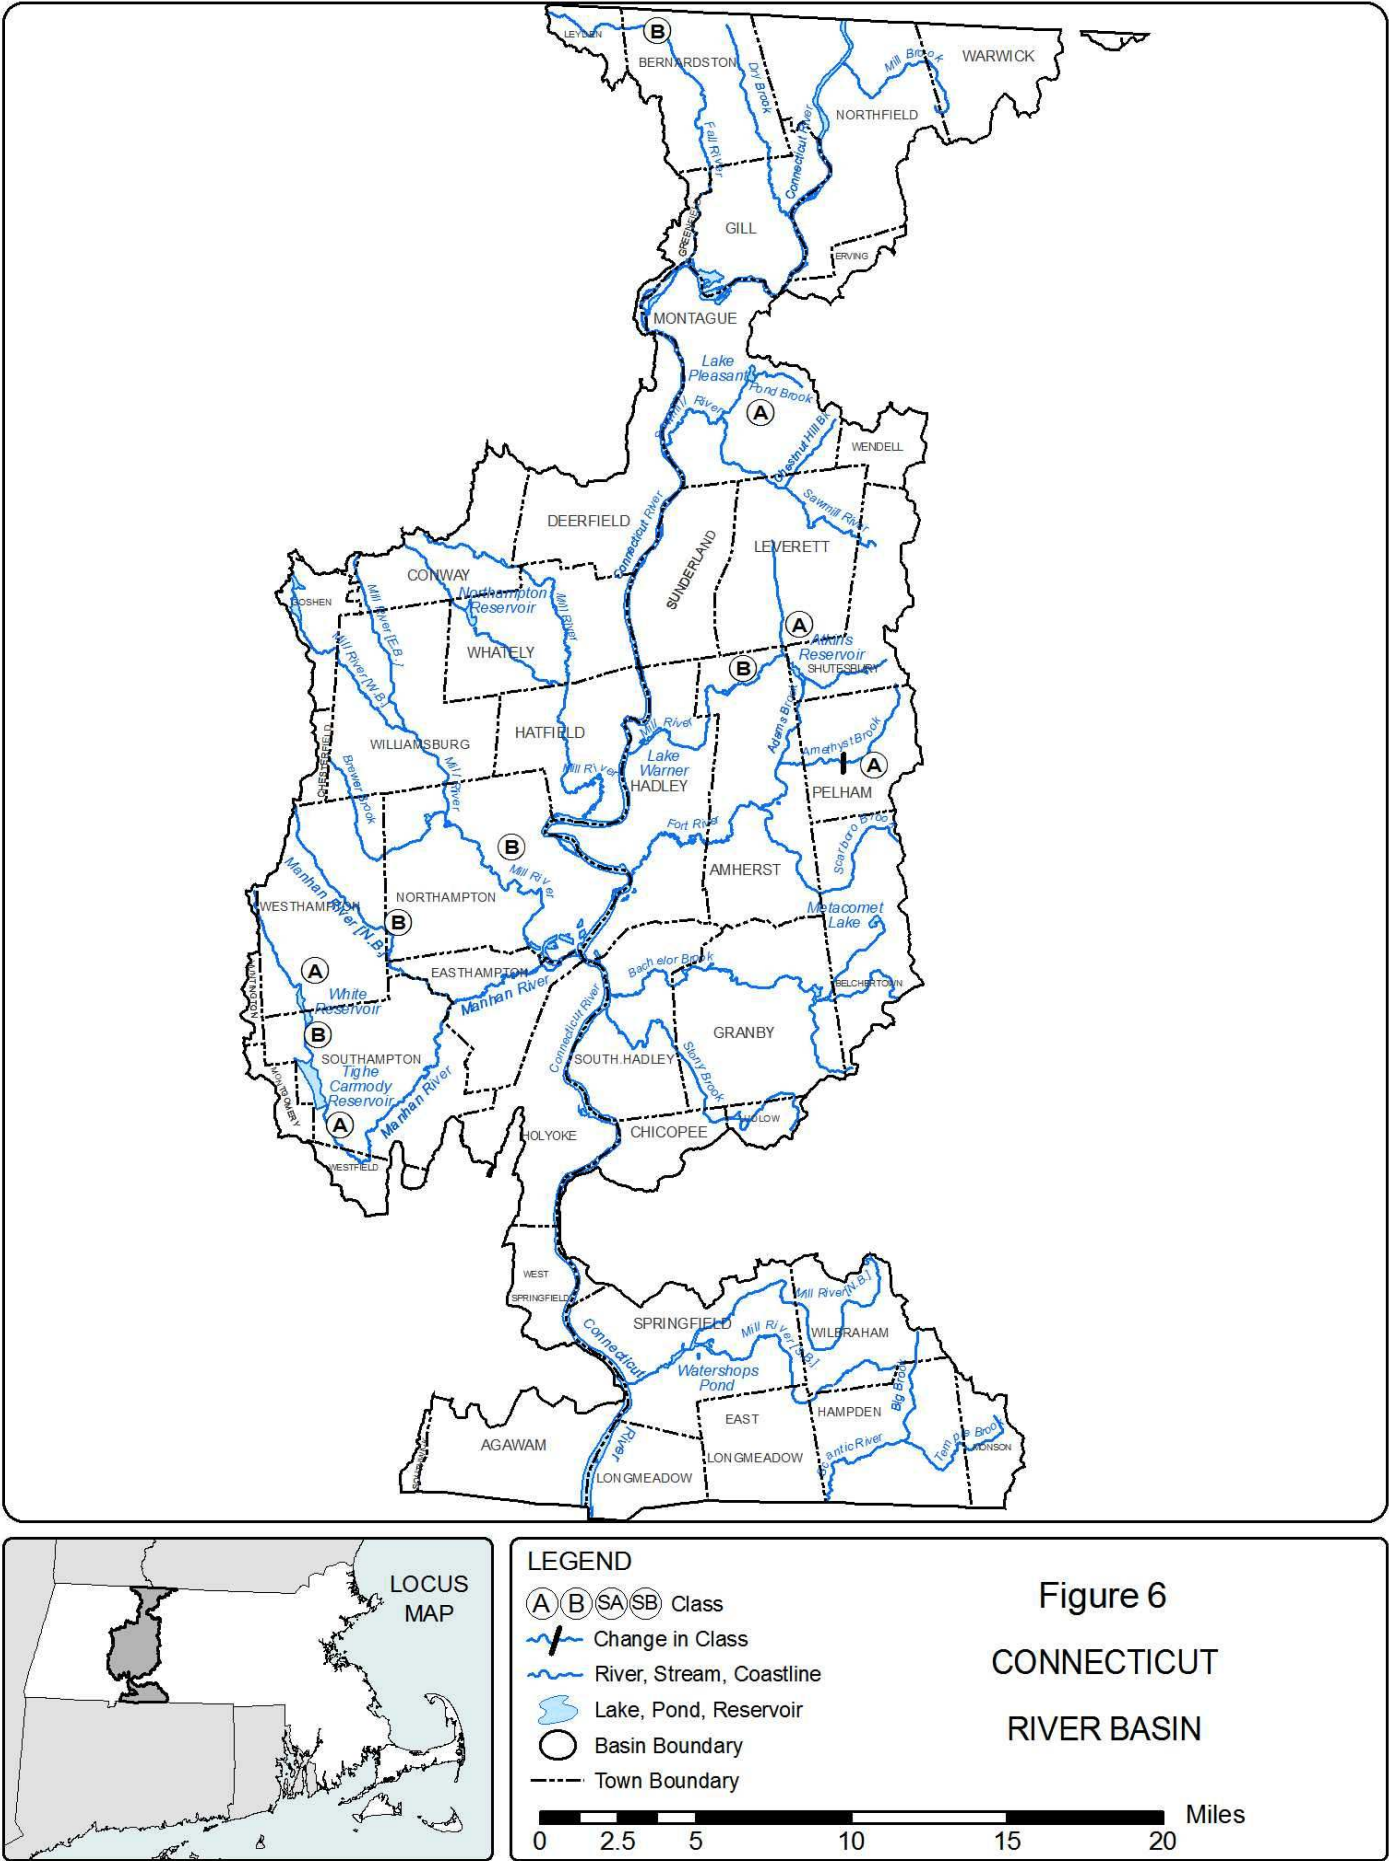 LEYDEN
B
BERNARDSTON
Dry Brook
Mill Brook
WARWICK
NORTHFIELD
Fall River
Connecticut River
GREENFIELD
GILL
ERVING
MONTAGUE
Lake
Pleasant
Pond Brook
Sawmill River
A
Chestnut Hill Bk
WENDELL
Sawmill River
DEERFIELD
Connecticut River
SUNDERLAND
LEVERETT
CONWAY
GOSHEN
Northampton
Reservoir
Mill River [E.B.]
Mill River
A
Atkins
Reservoir
Mill River [W.B.]
WHATELY
B
SHUTESBURY
Adams Brook
HATFIELD
Mill River
Amethyst Brook
CHESTERFIELD
WILLIAMSBURG
Lake
Warner
A
Brewer Brook
Mill River
Mill River
HADLEY
PELHAM
Fort River
Scarboro Brook
B
Mill River
AMHERST
Manhan River [N.B.]
WESTHAMPTON
NORTHAMPTON
Metacomet
Lake
B
A
EASTHAMPTON
Bachelor Brook
HUNTINGTON
White
Reservoir
Manhan River
BELCHERTOWN
B
Connecticut River
GRANBY
SOUTHAMPTON
SOUTH HADLEY
Stony Brook
Tighe
Carmody
Reservoir
MONTGOMERY
Manhan River
A
HOLYOKE
CHICOPEE
LUDLOW
WESTFIELD
WEST
SPRINGFIELD
Mill River [N.B.]
SPRINGFIELD
Mill River [S.B.]
WILBRAHAM
Connecticut
River
Watershops
Pond
Big Brook
AGAWAM
EAST
LONGMEADOW
HAMPDEN
Scantic River
Temple Brook
MONSON
SOUTHWICK
LONGMEADOW
LOCUS
MAP
LEGEND
A B SA SB Class
Change in Class
River, Stream, Coastline
Lake, Pond, Reservoir
Basin Boundary
Town Boundary
0 2.5 5 10 15 20 Miles
Figure 6
CONNECTICUT
RIVER BASIN